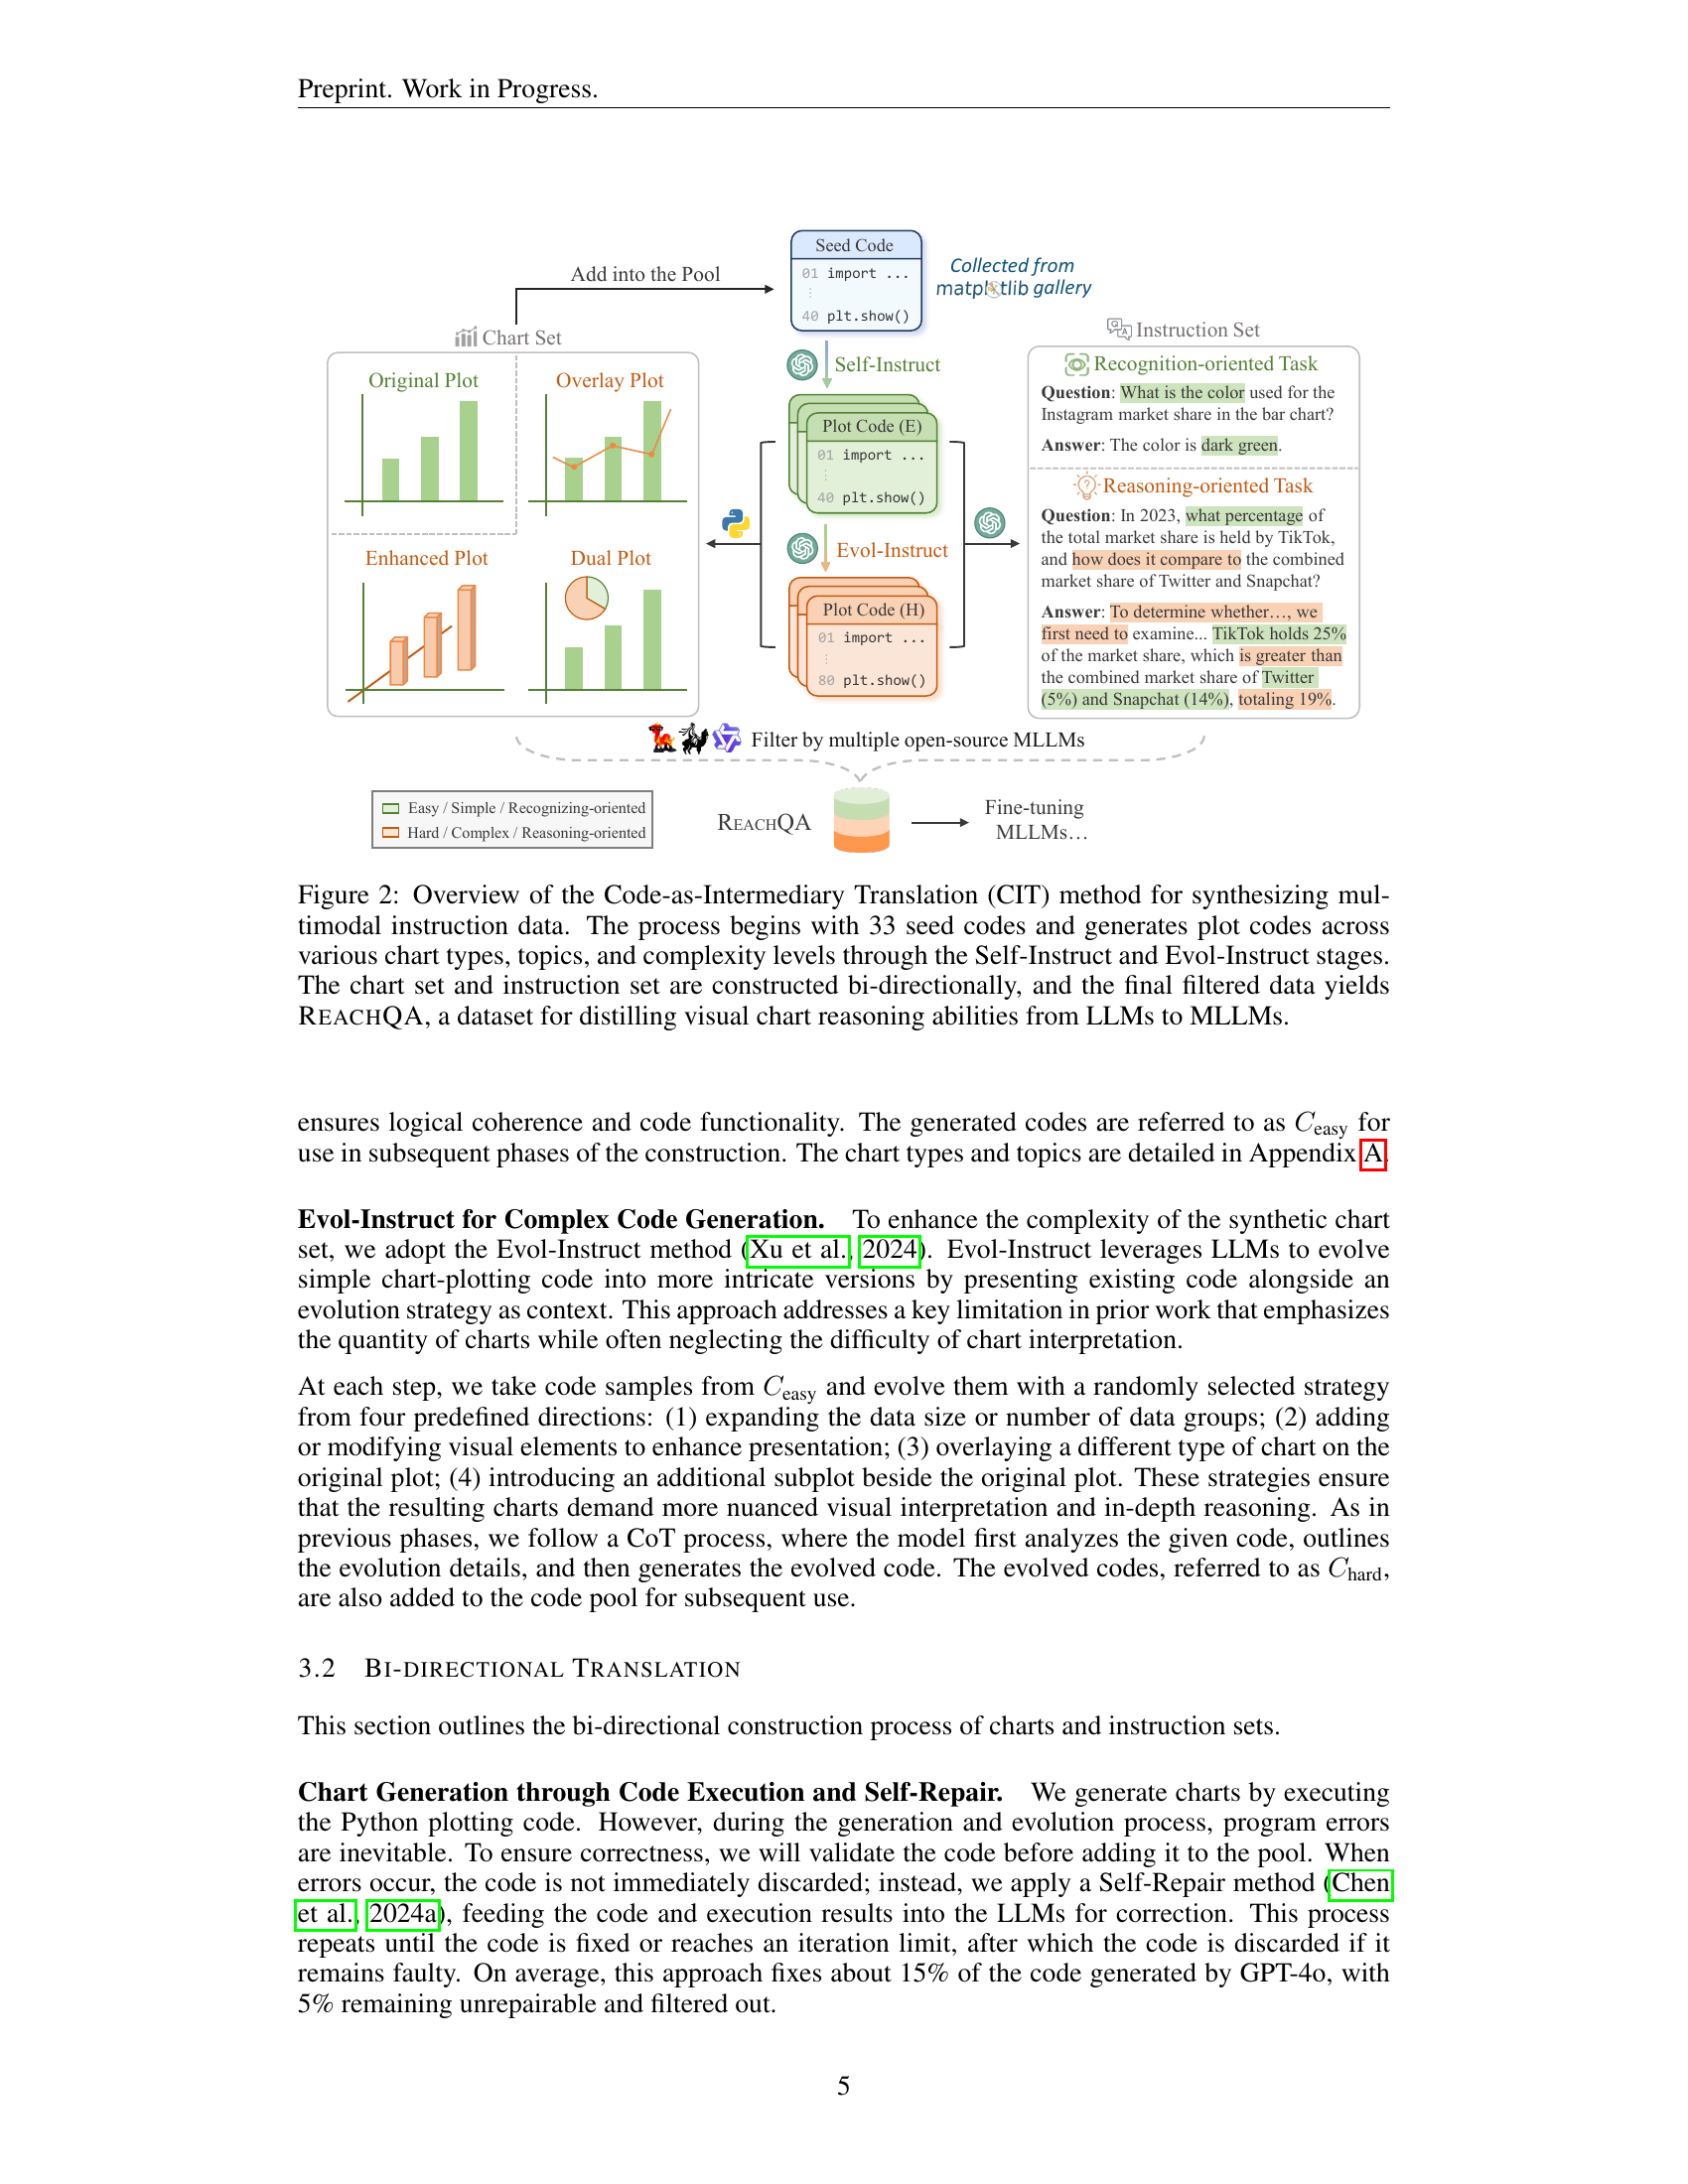 Preprint. Work in Progress.
Seed Code
01 import ...
⋮
40 plt.show()
Collected from
matplotlib gallery
Add into the Pool
Chart Set
Original Plot
Overlay Plot
Enhanced Plot
Dual Plot
Self-Instruct
Plot Code (E)
01 import ...
⋮
40 plt.show()
Evol-Instruct
Plot Code (H)
01 import ...
⋮
80 plt.show()
Instruction Set
Recognition-oriented Task
Question: What is the color used for the
Instagram market share in the bar chart?
Answer: The color is dark green.
Reasoning-oriented Task
Question: In 2023, what percentage of
the total market share is held by TikTok,
and how does it compare to the combined
market share of Twitter and Snapchat?
Answer: To determine whether…, we
first need to examine... TikTok holds 25%
of the market share, which is greater than
the combined market share of Twitter
(5%) and Snapchat (14%), totaling 19%.
Filter by multiple open-source MLLMs
Easy / Simple / Recognizing-oriented
Hard / Complex / Reasoning-oriented
REACHQA
Fine-tuning
MLLMs…
Figure 2: Overview of the Code-as-Intermediary Translation (CIT) method for synthesizing mul-
timodal instruction data. The process begins with 33 seed codes and generates plot codes across
various chart types, topics, and complexity levels through the Self-Instruct and Evol-Instruct stages.
The chart set and instruction set are constructed bi-directionally, and the final filtered data yields
REACHQA, a dataset for distilling visual chart reasoning abilities from LLMs to MLLMs.
ensures logical coherence and code functionality. The generated codes are referred to as C_easy for
use in subsequent phases of the construction. The chart types and topics are detailed in Appendix A.
Evol-Instruct for Complex Code Generation. To enhance the complexity of the synthetic chart
set, we adopt the Evol-Instruct method (Xu et al., 2024). Evol-Instruct leverages LLMs to evolve
simple chart-plotting code into more intricate versions by presenting existing code alongside an
evolution strategy as context. This approach addresses a key limitation in prior work that emphasizes
the quantity of charts while often neglecting the difficulty of chart interpretation.
At each step, we take code samples from C_easy and evolve them with a randomly selected strategy
from four predefined directions: (1) expanding the data size or number of data groups; (2) adding
or modifying visual elements to enhance presentation; (3) overlaying a different type of chart on the
original plot; (4) introducing an additional subplot beside the original plot. These strategies ensure
that the resulting charts demand more nuanced visual interpretation and in-depth reasoning. As in
previous phases, we follow a CoT process, where the model first analyzes the given code, outlines
the evolution details, and then generates the evolved code. The evolved codes, referred to as C_hard,
are also added to the code pool for subsequent use.
3.2 BI-DIRECTIONAL TRANSLATION
This section outlines the bi-directional construction process of charts and instruction sets.
Chart Generation through Code Execution and Self-Repair. We generate charts by executing
the Python plotting code. However, during the generation and evolution process, program errors
are inevitable. To ensure correctness, we will validate the code before adding it to the pool. When
errors occur, the code is not immediately discarded; instead, we apply a Self-Repair method (Chen
et al., 2024a), feeding the code and execution results into the LLMs for correction. This process
repeats until the code is fixed or reaches an iteration limit, after which the code is discarded if it
remains faulty. On average, this approach fixes about 15% of the code generated by GPT-4o, with
5% remaining unrepairable and filtered out.
5